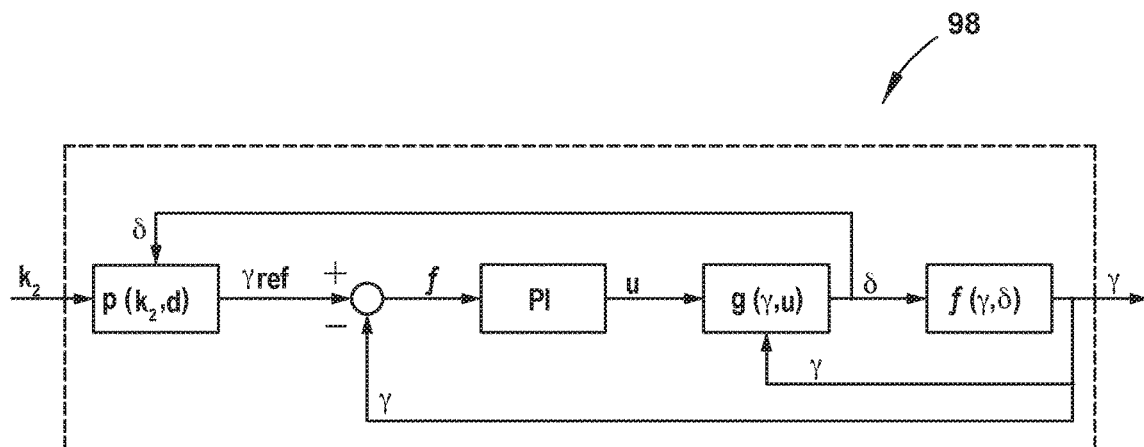 98
δ
k₂
p (k₂,d)
γref
+
−
f
PI
u
g (γ,u)
δ
f (γ,δ)
γ
γ
γ